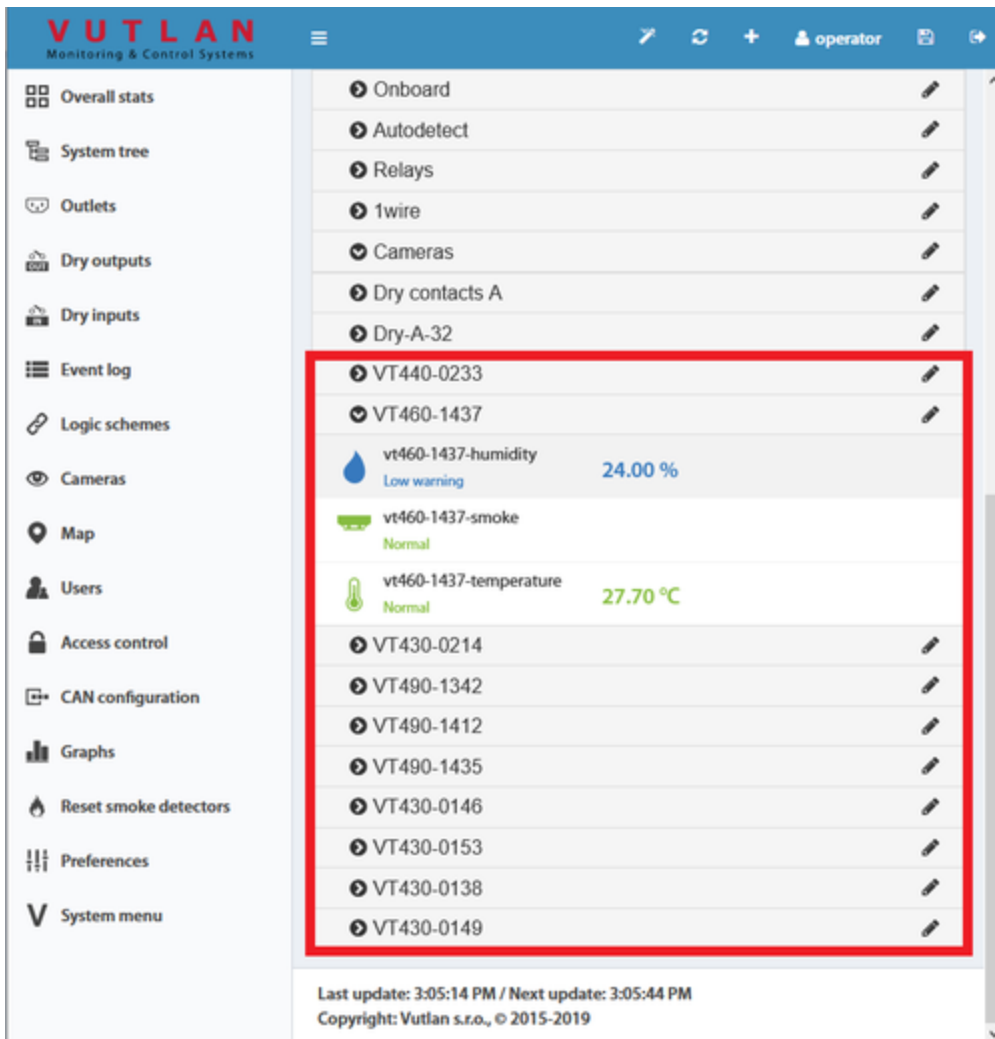 VUTLAN
Monitoring & Control Systems
operator
Overall stats
System tree
Outlets
Dry outputs
Dry inputs
Event log
Logic schemes
Cameras
Map
Users
Access control
CAN configuration
Graphs
Reset smoke detectors
Preferences
V System menu
Onboard
Autodetect
Relays
1wire
Cameras
Dry contacts A
Dry-A-32
VT440-0233
VT460-1437
vt460-1437-humidity
Low warning
24.00 %
vt460-1437-smoke
Normal
vt460-1437-temperature
Normal
27.70 °C
VT430-0214
VT490-1342
VT490-1412
VT490-1435
VT430-0146
VT430-0153
VT430-0138
VT430-0149
Last update: 3:05:14 PM / Next update: 3:05:44 PM
Copyright: Vutlan s.r.o., © 2015-2019